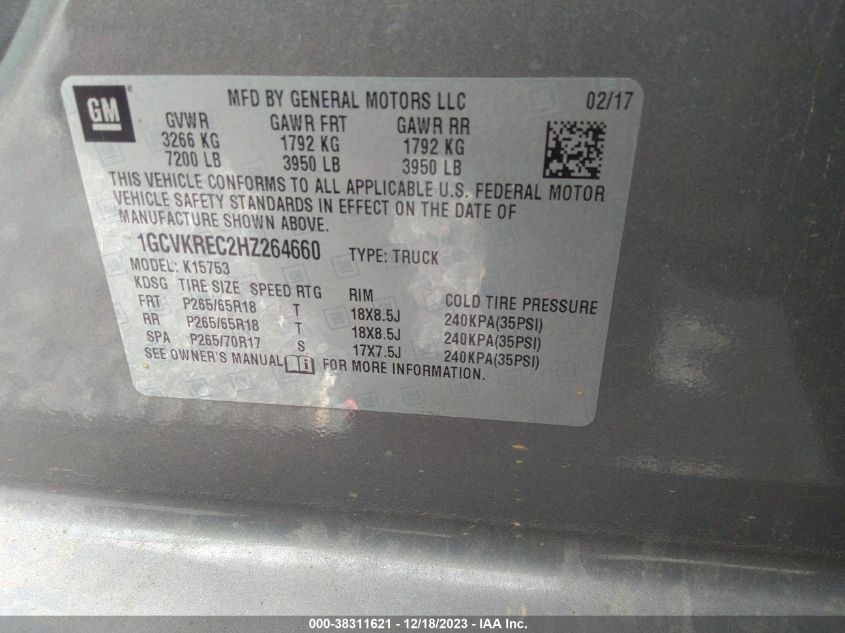 GM
MFD BY GENERAL MOTORS LLC 02/17
GVWR GAWR FRT GAWR RR
3266 KG 1792 KG 1792 KG
7200 LB 3950 LB 3950 LB
THIS VEHICLE CONFORMS TO ALL APPLICABLE U.S. FEDERAL MOTOR
VEHICLE SAFETY STANDARDS IN EFFECT ON THE DATE OF
MANUFACTURE SHOWN ABOVE.
1GCVKREC2HZ264660 TYPE: TRUCK
MODEL: K15753
KDSG TIRE SIZE SPEED RTG RIM COLD TIRE PRESSURE
FRT P265/65R18 T 18X8.5J 240KPA(35PSI)
RR P265/65R18 T 18X8.5J 240KPA(35PSI)
SPA P265/70R17 S 17X7.5J 240KPA(35PSI)
SEE OWNER'S MANUAL i FOR MORE INFORMATION.
000-38311621 - 12/18/2023 - IAA Inc.